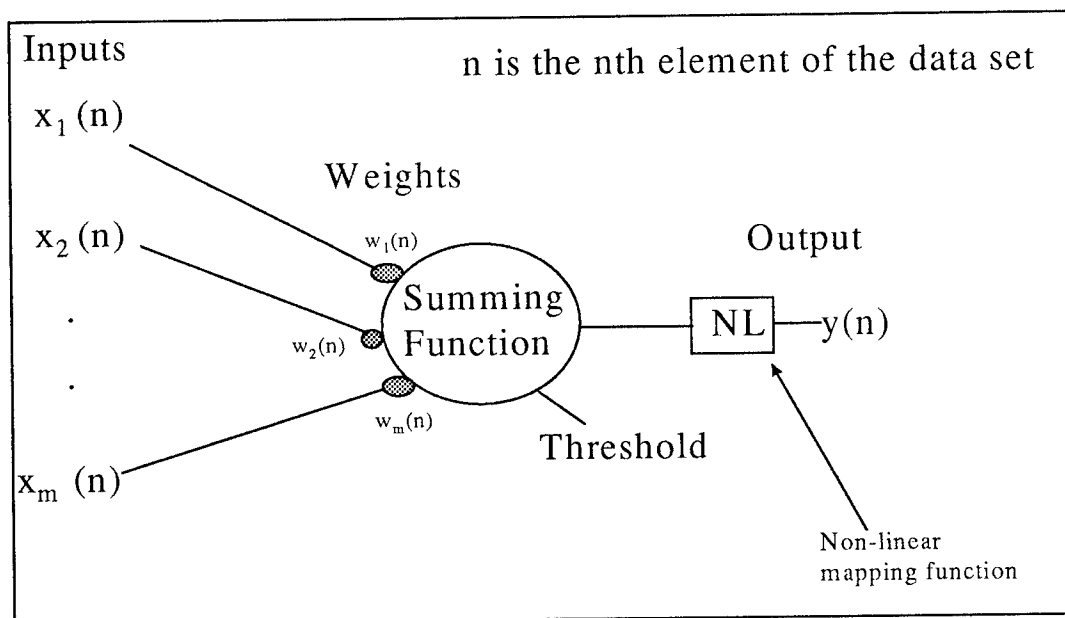 Inputs
n is the nth element of the data set
x₁ (n)
Weights
x₂ (n)
w₁(n)
Output
Summing
Function
NL
y(n)
w₂(n)
wₘ(n)
Threshold
xₘ (n)
Non-linear
mapping function